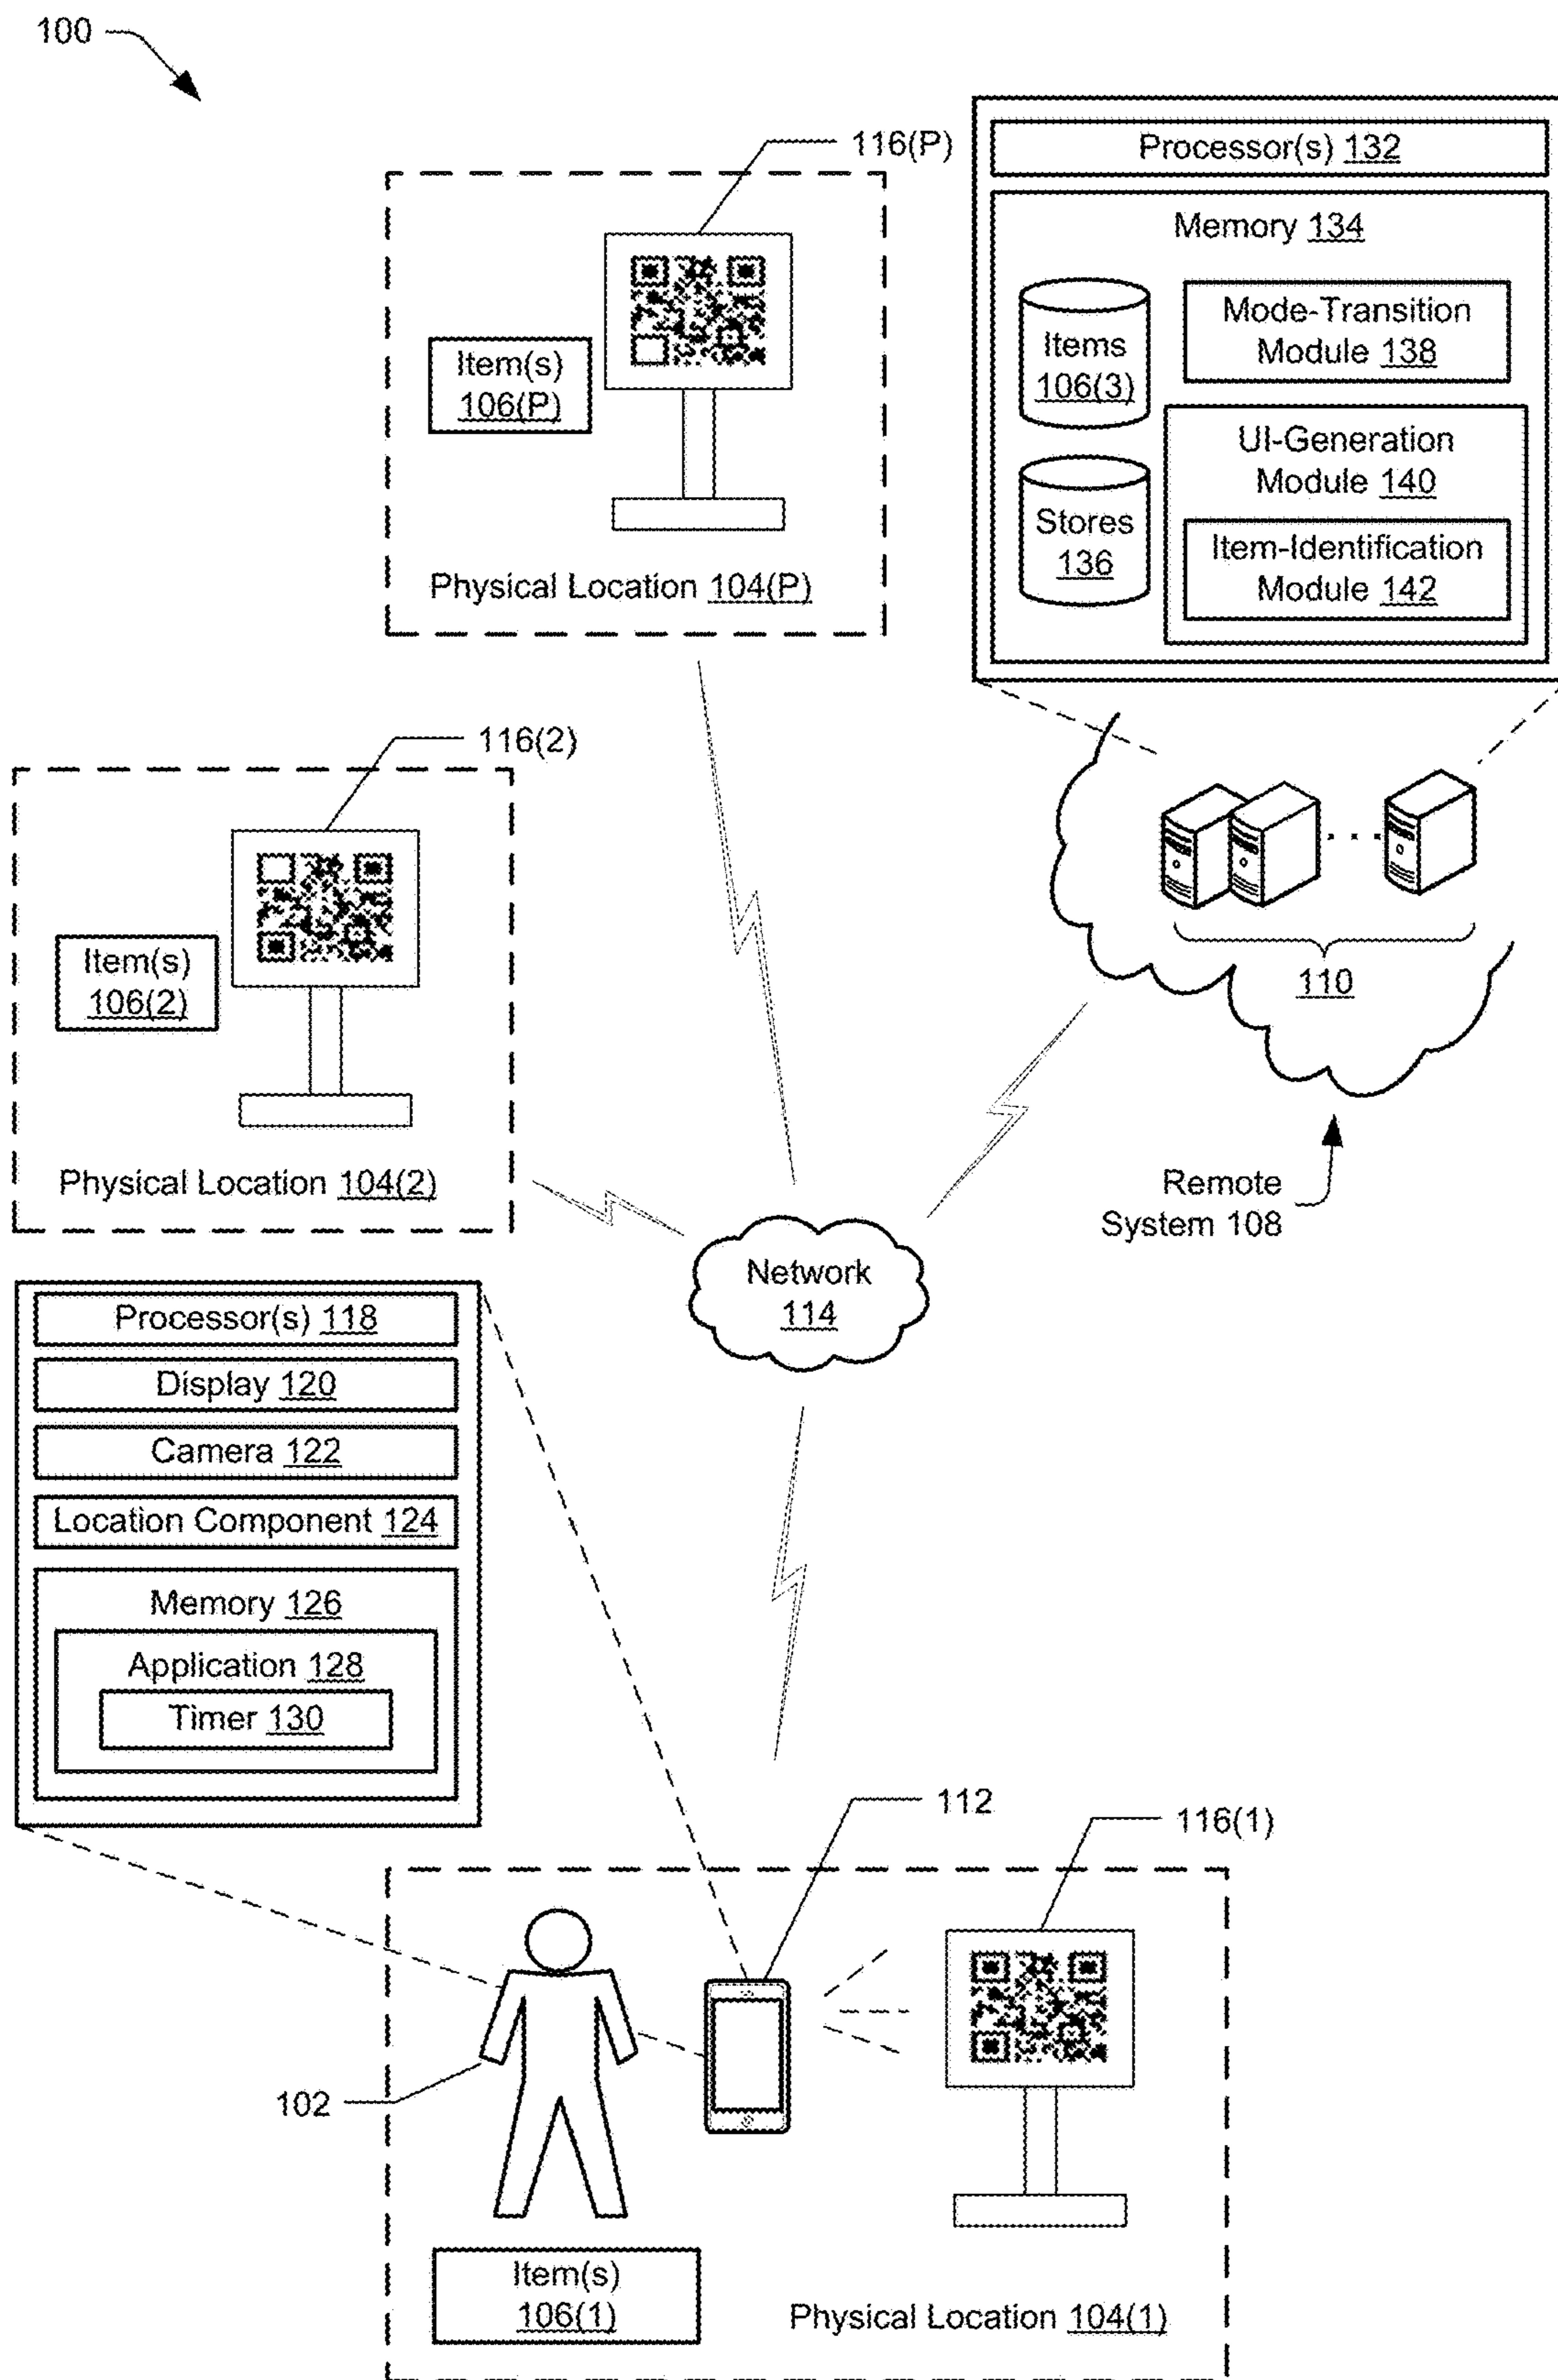 100
116(P)
Item(s)
106(P)
Physical Location 104(P)
Processor(s) 132
Memory 134
Items
106(3)
Mode-Transition
Module 138
Stores
136
UI-Generation
Module 140
Item-Identification
Module 142
116(2)
Item(s)
106(2)
Physical Location 104(2)
110
Remote
System 108
Network
114
Processor(s) 118
Display 120
Camera 122
Location Component 124
Memory 126
Application 128
Timer 130
112
116(1)
102
Item(s)
106(1)
Physical Location 104(1)